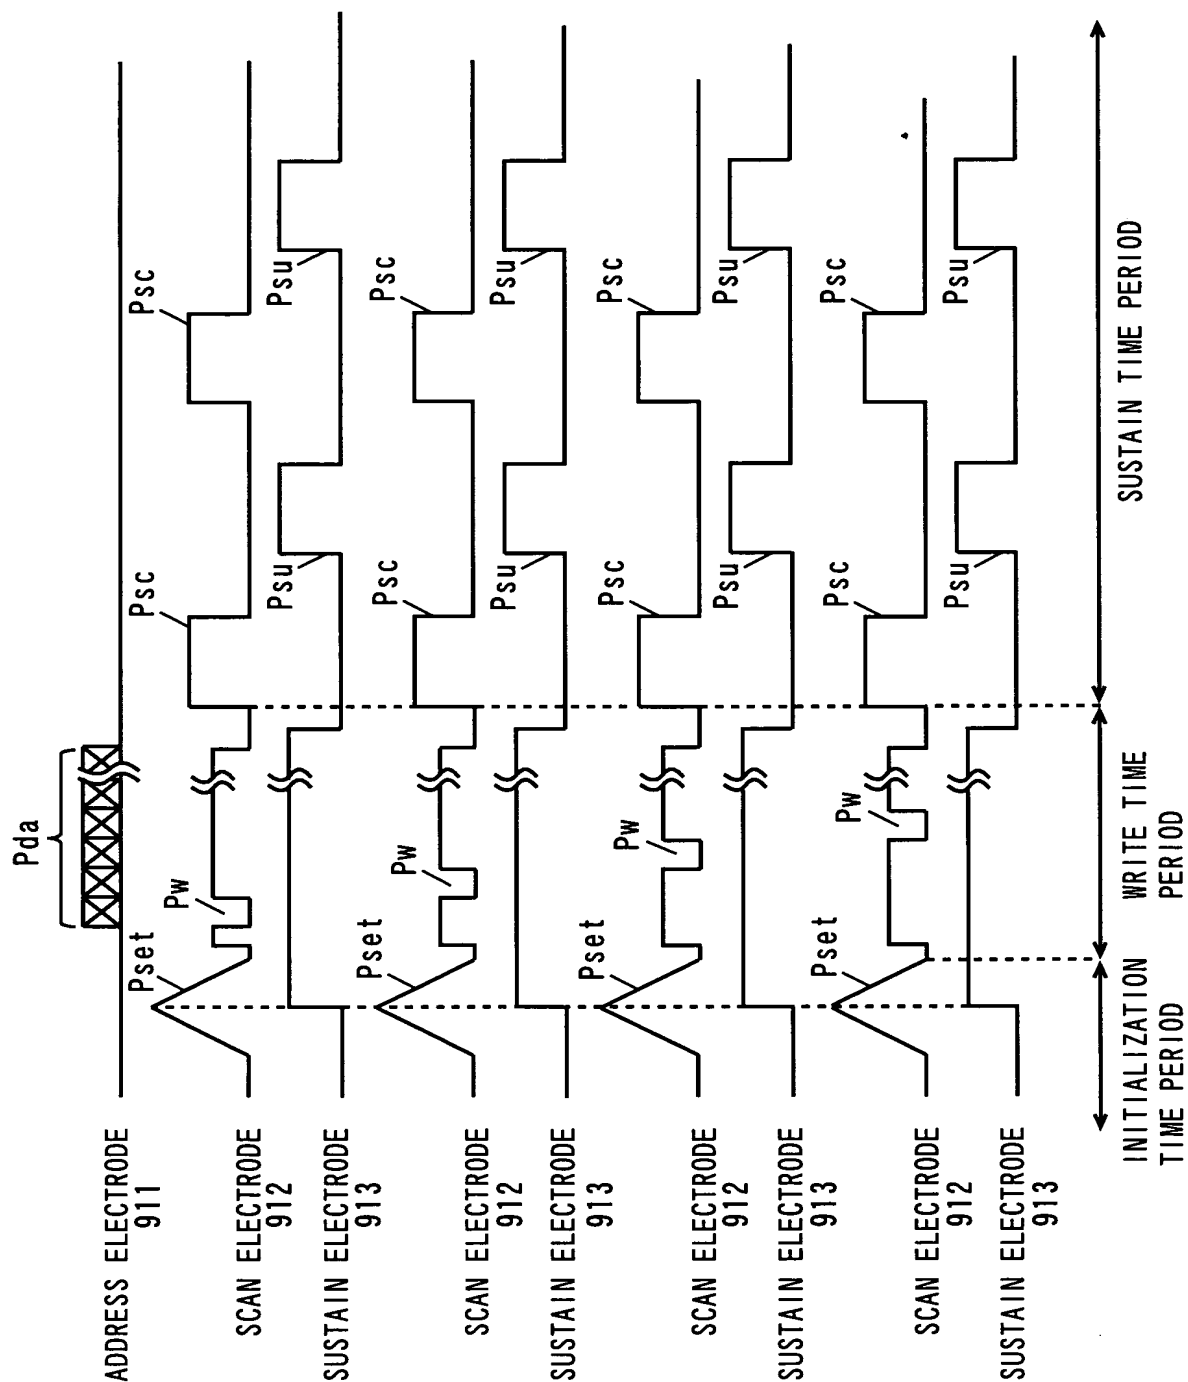 Pda
ADDRESS ELECTRODE
911
Pset
Pw
Psc
Psc
SCAN ELECTRODE
912
Psu
Psu
SUSTAIN ELECTRODE
913
Pset
Pw
Psc
Psc
SCAN ELECTRODE
912
Psu
Psu
SUSTAIN ELECTRODE
913
Pset
Pw
Psc
Psc
SCAN ELECTRODE
912
Psu
Psu
SUSTAIN ELECTRODE
913
Pset
Pw
Psc
Psc
SCAN ELECTRODE
912
Psu
Psu
SUSTAIN ELECTRODE
913
INITIALIZATION
TIME PERIOD
WRITE TIME
PERIOD
SUSTAIN TIME PERIOD